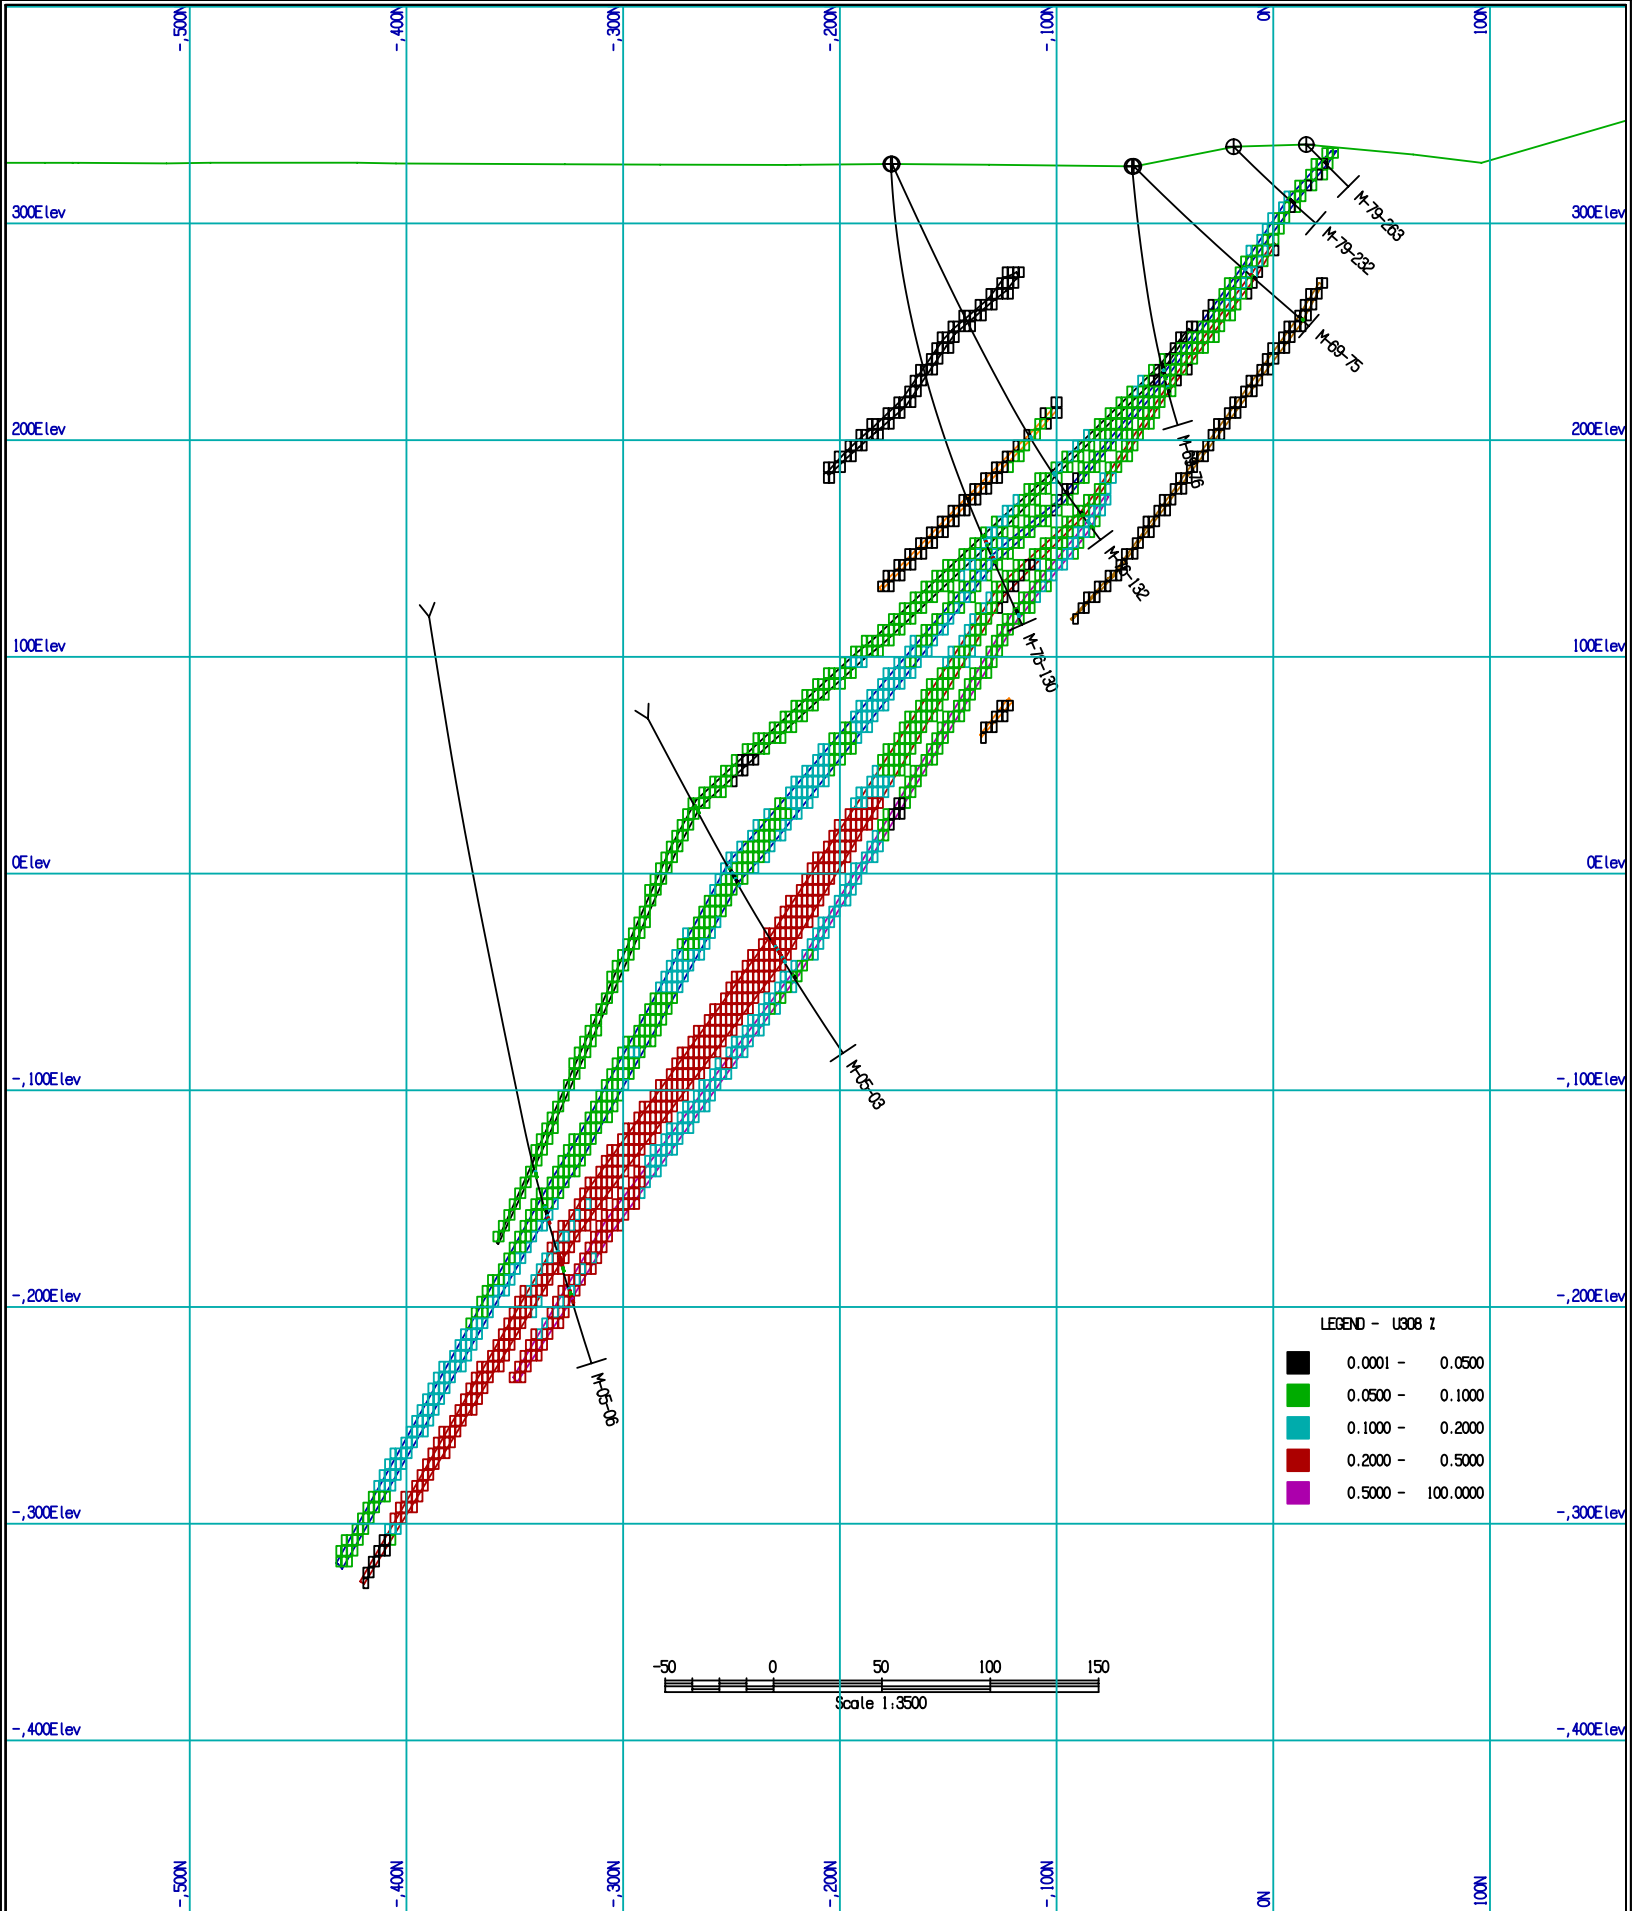 -,500N
-,400N
-,300N
-,200N
-,100N
0N
100N
M-79-263
300Elev
300Elev
M-79-232
M-69-75
200Elev
200Elev
M-69-76
M-76-132
100Elev
100Elev
M-76-130
0Elev
0Elev
M-05-03
-,100Elev
-,100Elev
-,200Elev
-,200Elev
M-05-06
LEGEND - U3O8 %
0.0001 - 0.0500
0.0500 - 0.1000
0.1000 - 0.2000
0.2000 - 0.5000
0.5000 - 100.0000
-,300Elev
-,300Elev
-50 0 50 100 150
Scale 1:3500
-,400Elev
-,400Elev
-,500N
-,400N
-,300N
-,200N
-,100N
0N
100N